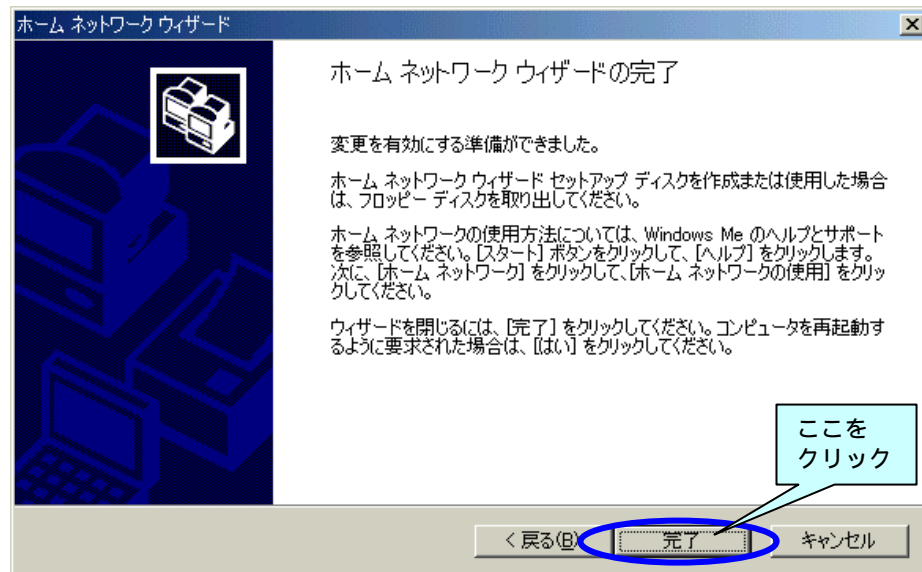 ホーム ネットワーク ウィザード
ホーム ネットワーク ウィザードの完了
変更を有効にする準備ができました。
ホーム ネットワーク ウィザード セットアップ ディスクを作成または使用した場合
は、フロッピー ディスクを取り出してください。
ホーム ネットワークの使用方法については、Windows Me のヘルプとサポート
を参照してください。[スタート] ボタンをクリックして、[ヘルプ] をクリックします。
次に、[ホーム ネットワーク] をクリックして、[ホーム ネットワークの使用] をクリッ
クしてください。
ウィザードを閉じるには、[完了] をクリックしてください。コンピュータを再起動す
るように要求された場合は、[はい] をクリックしてください。
ここを
クリック
< 戻る(B)
完了
キャンセル